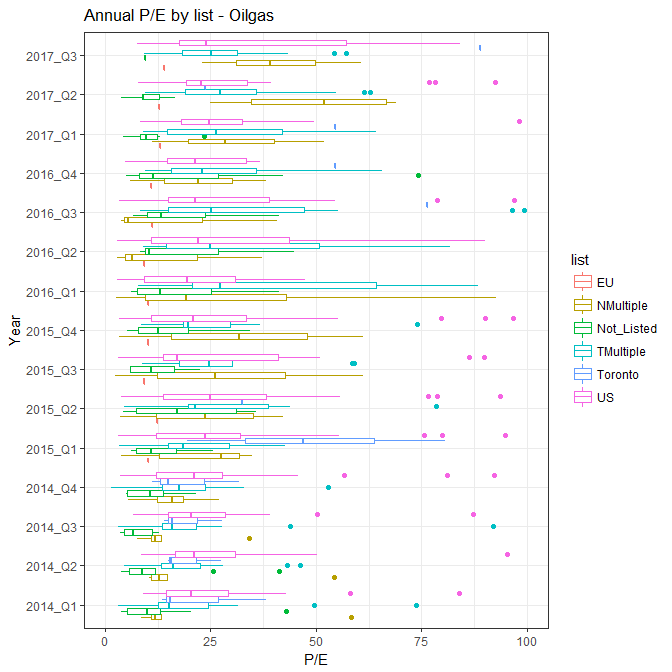 Annual P/E by list - Oilgas
2017_Q3
2017_Q2
2017_Q1
2016_Q4
2016_Q3
2016_Q2
2016_Q1
2015_Q4
2015_Q3
2015_Q2
2015_Q1
2014_Q4
2014_Q3
2014_Q2
2014_Q1
Year
0
25
50
75
100
P/E
list
EU
NMultiple
Not_Listed
TMultiple
Toronto
US